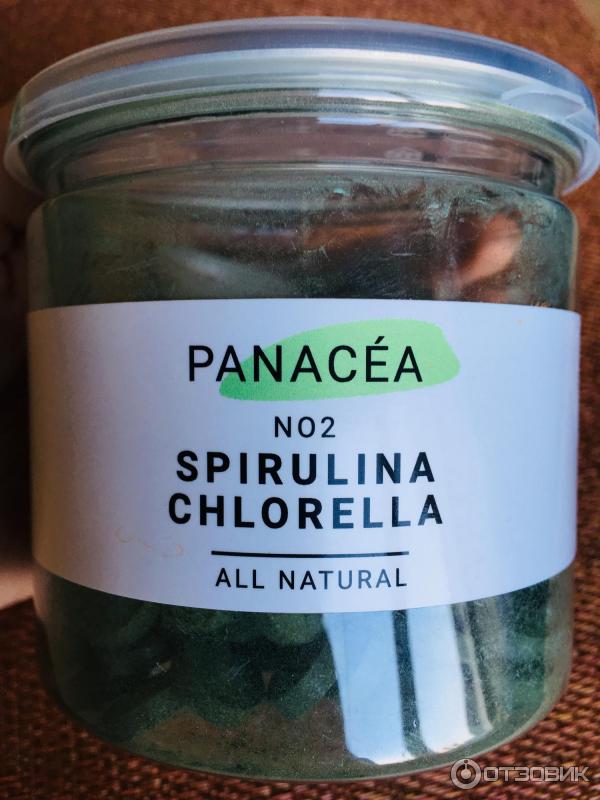 PANACÉA
NO2
SPIRULINA
CHLORELLA
ALL NATURAL
ОТЗОВИК